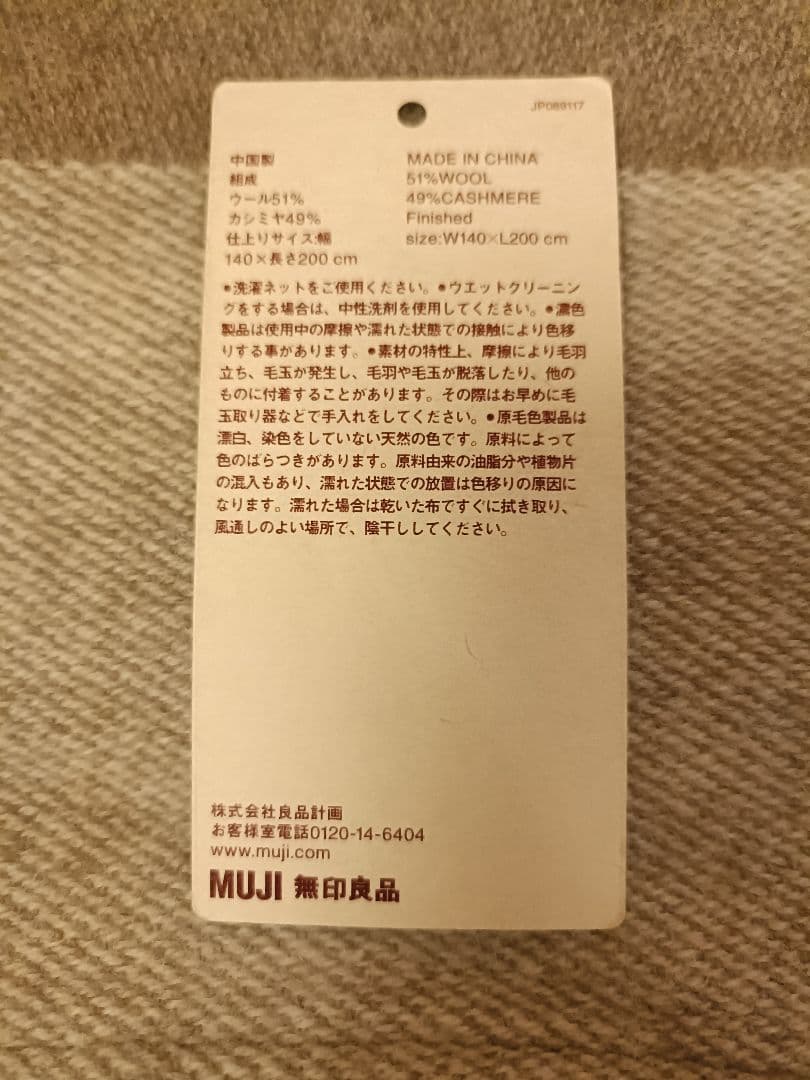 JP089117
中国製
組成
ウール51%
カシミヤ49%
仕上りサイズ:幅
140×長さ200 cm
MADE IN CHINA
51%WOOL
49%CASHMERE
Finished
size:W140×L200 cm
●洗濯ネットをご使用ください。●ウエットクリーニン
グをする場合は、中性洗剤を使用してください。●濃色
製品は使用中の摩擦や濡れた状態での接触により色移
りする事があります。●素材の特性上、摩擦により毛羽
立ち、毛玉が発生し、毛羽や毛玉が脱落したり、他の
ものに付着することがあります。その際はお早めに毛
玉取り器などで手入れをしてください。●原毛色製品は
漂白、染色をしていない天然の色です。原料によって
色のばらつきがあります。原料由来の油脂分や植物片
の混入もあり、濡れた状態での放置は色移りの原因に
なります。濡れた場合は乾いた布ですぐに拭き取り、
風通しのよい場所で、陰干ししてください。
株式会社良品計画
お客様室電話0120-14-6404
www.muji.com
MUJI 無印良品